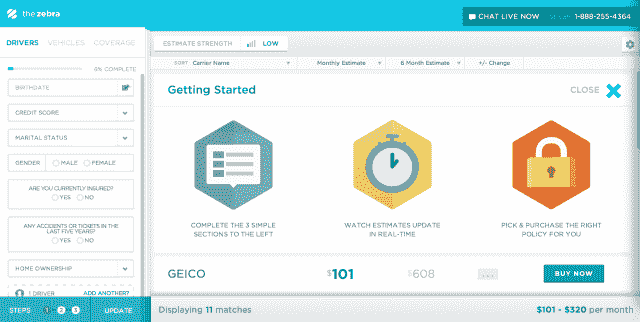 the zebra
CHAT LIVE NOW
1-888-255-4364
DRIVERS VEHICLES COVERAGE
ESTIMATE STRENGTH LOW
SORT Carrier Name Monthly Estimate 6 Month Estimate +/- Change
% COMPLETE
BIRTHDATE
CREDIT SCORE
MARITAL STATUS
GENDER MALE FEMALE
ARE YOU CURRENTLY INSURED?
YES NO
ANY ACCIDENTS OR TICKETS IN THE
LAST FIVE YEARS?
YES NO
HOME OWNERSHIP
1 DRIVER ADD ANOTHER?
STEPS 1 2 3 UPDATE
Getting Started
CLOSE
COMPLETE THE 3 SIMPLE
SECTIONS TO THE LEFT
WATCH ESTIMATES UPDATE
IN REAL-TIME
PICK & PURCHASE THE RIGHT
POLICY FOR YOU
GEICO $101 $608 BUY NOW
Displaying 11 matches
$101 - $320 per month